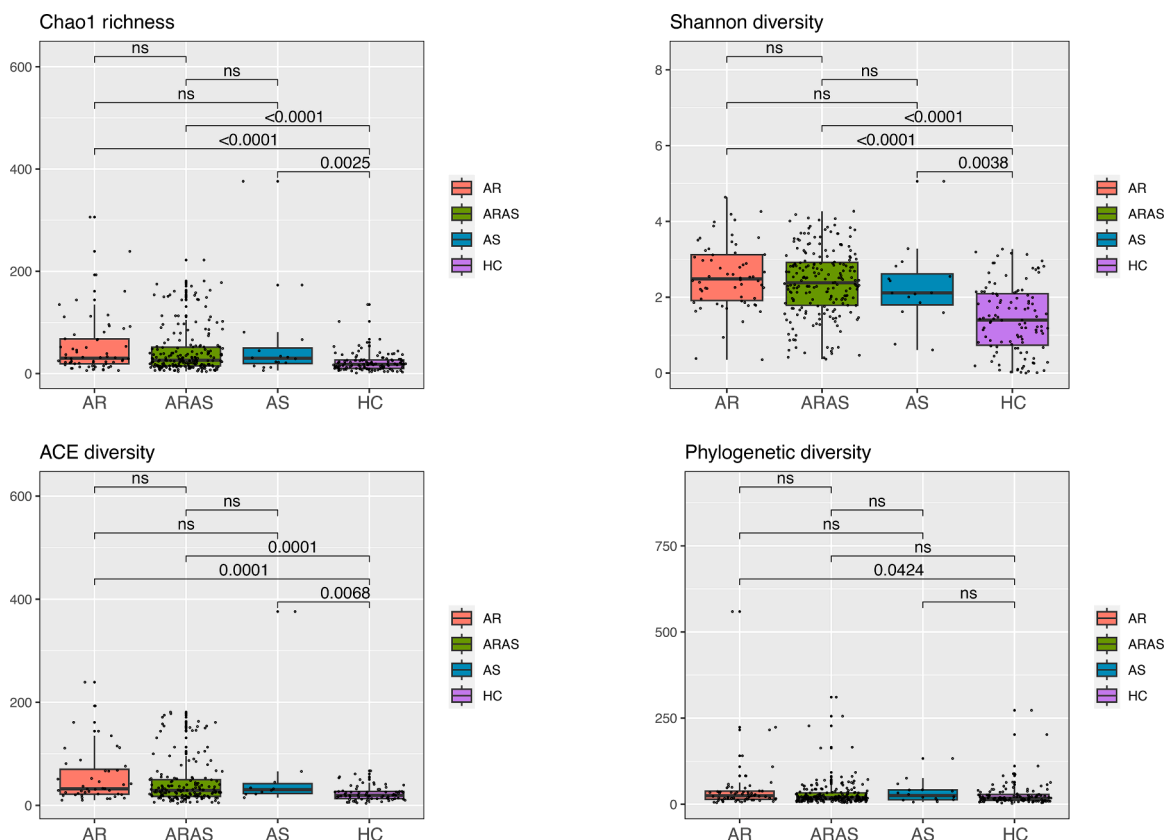 Chao1 richness
600
400
200
0
ns
ns
ns
<0.0001
<0.0001
0.0025
AR
ARAS
AS
HC
AR
ARAS
AS
HC
Shannon diversity
8
6
4
2
0
ns
ns
ns
<0.0001
<0.0001
0.0038
AR
ARAS
AS
HC
AR
ARAS
AS
HC
ACE diversity
600
400
200
0
ns
ns
ns
0.0001
0.0001
0.0068
AR
ARAS
AS
HC
AR
ARAS
AS
HC
Phylogenetic diversity
750
500
250
0
ns
ns
ns
ns
0.0424
ns
AR
ARAS
AS
HC
AR
ARAS
AS
HC